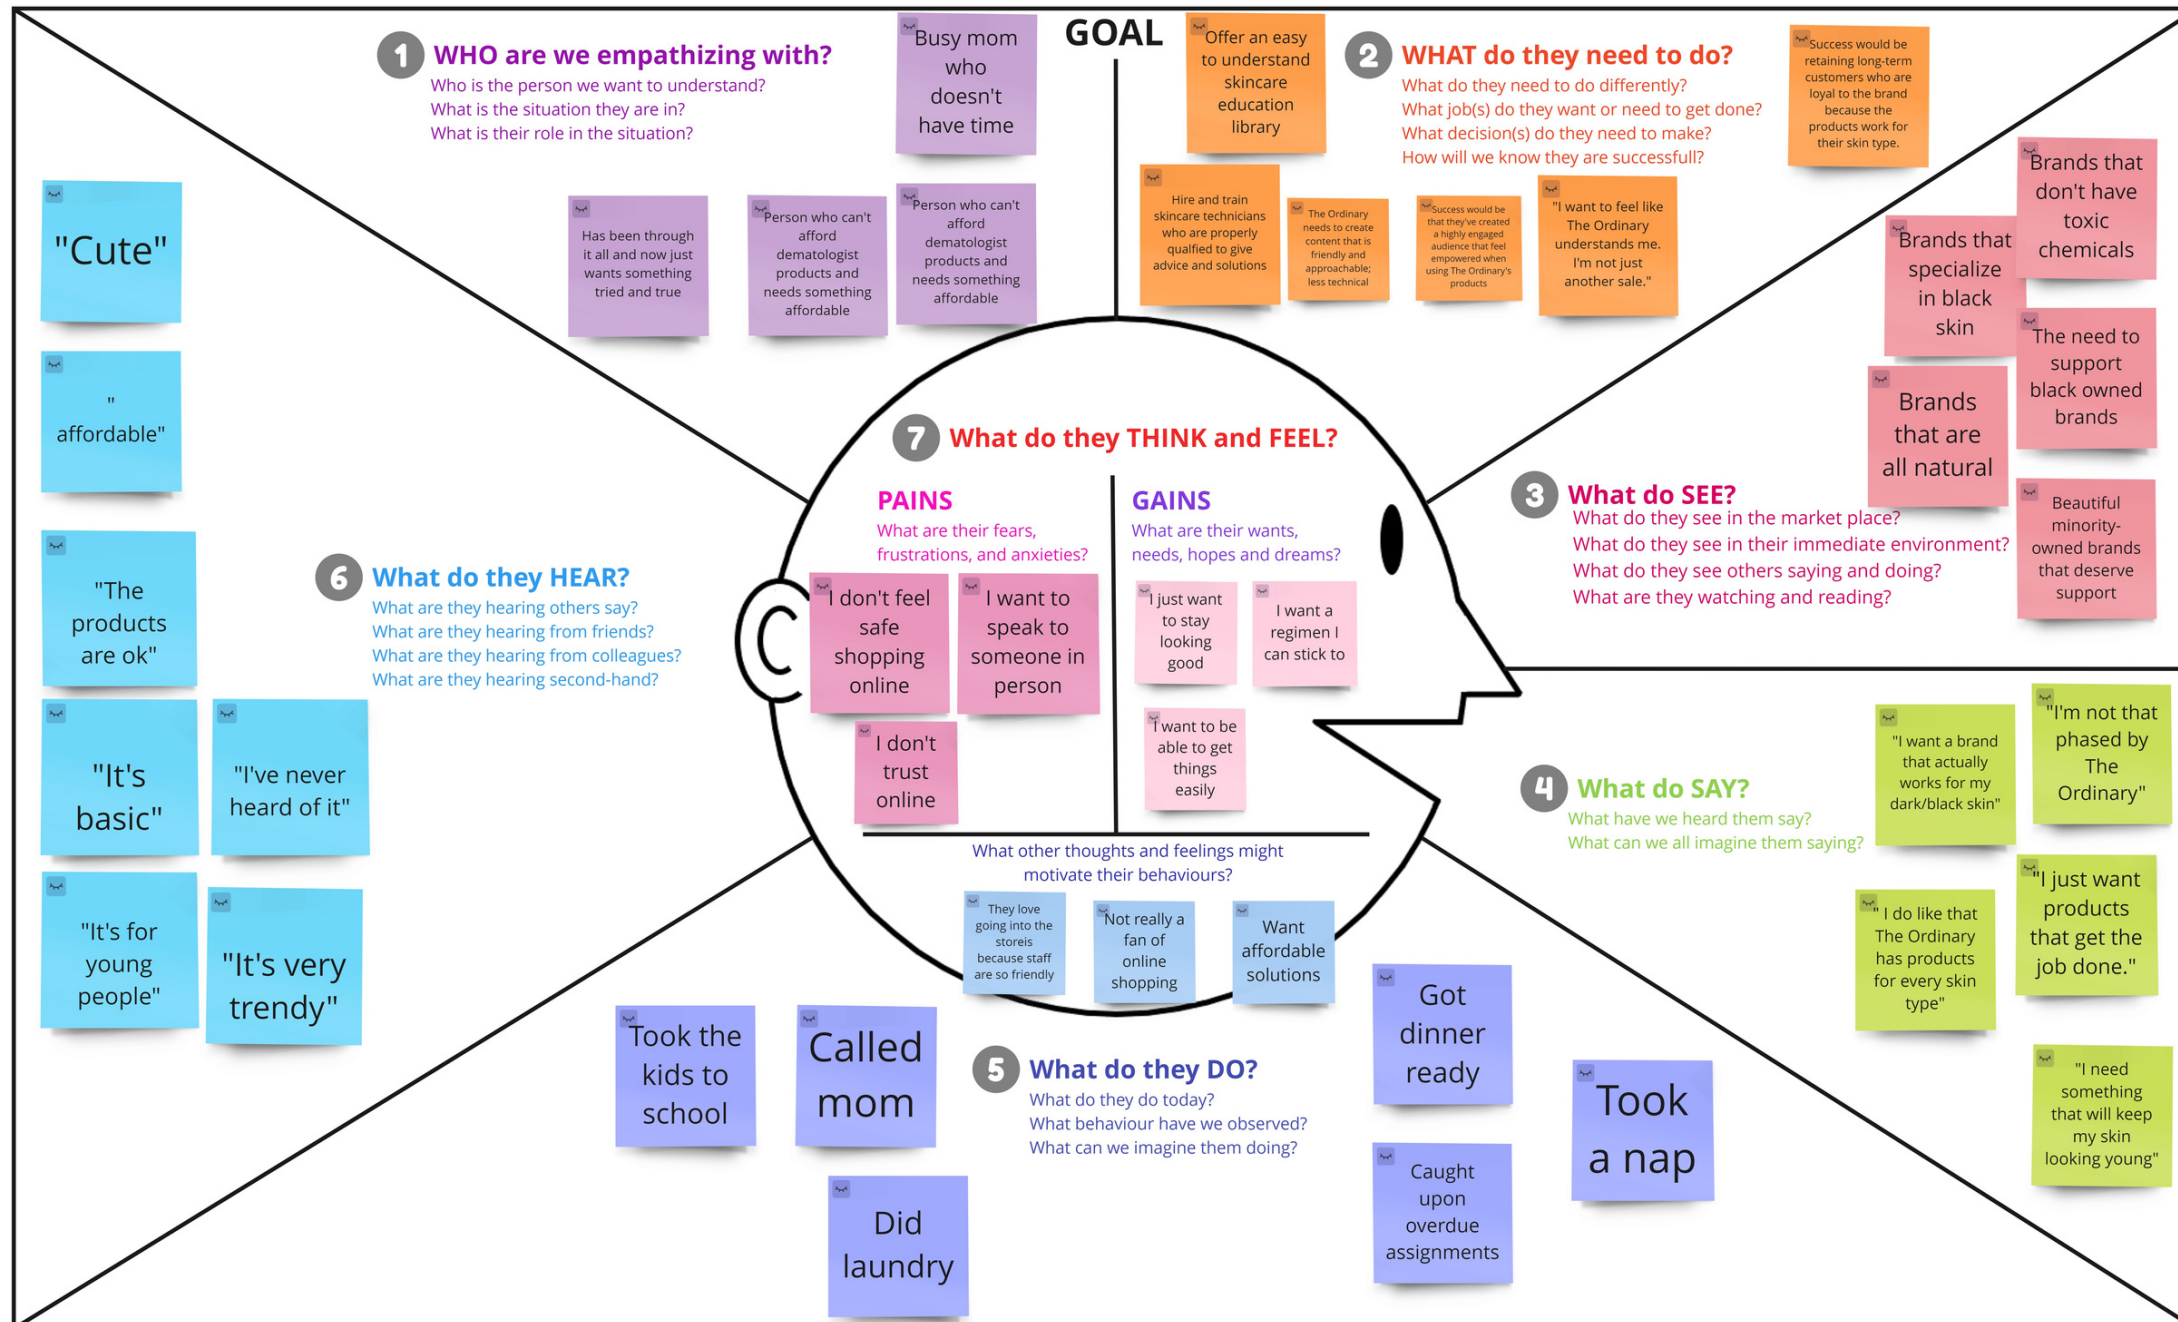 GOAL
1
WHO are we empathizing with?
Who is the person we want to understand?
What is the situation they are in?
What is their role in the situation?
Busy mom
who
doesn't
have time
Has been through
it all and now just
wants something
tried and true
Person who can't
afford
dematologist
products and
needs something
affordable
Person who can't
afford
dematologist
products and
needs something
affordable
2
WHAT do they need to do?
What do they need to do differently?
What job(s) do they want or need to get done?
What decision(s) do they need to make?
How will we know they are successfull?
Offer an easy
to understand
skincare
education
library
Success would be
retaining long-term
customers who are
loyal to the brand
because the
products work for
their skin type.
Hire and train
skincare technicians
who are properly
qualfied to give
advice and solutions
The Ordinary
needs to create
content that is
friendly and
approachable;
less technical
Success would be
that they've created
a highly engaged
audience that feel
empowered when
using The Ordinary's
products
"I want to feel like
The Ordinary
understands me.
I'm not just
another sale."
3
What do SEE?
What do they see in the market place?
What do they see in their immediate environment?
What do they see others saying and doing?
What are they watching and reading?
Brands that
don't have
toxic
chemicals
Brands that
specialize
in black
skin
The need to
support
black owned
brands
Brands
that are
all natural
Beautiful
minority-
owned brands
that deserve
support
4
What do SAY?
What have we heard them say?
What can we all imagine them saying?
"I want a brand
that actually
works for my
dark/black skin"
"I'm not that
phased by
The
Ordinary"
" I do like that
The Ordinary
has products
for every skin
type"
"I just want
products
that get the
job done."
"I need
something
that will keep
my skin
looking young"
5
What do they DO?
What do they do today?
What behaviour have we observed?
What can we imagine them doing?
Took the
kids to
school
Called
mom
Did
laundry
Got
dinner
ready
Caught
upon
overdue
assignments
Took
a nap
6
What do they HEAR?
What are they hearing others say?
What are they hearing from friends?
What are they hearing from colleagues?
What are they hearing second-hand?
"Cute"
"
affordable"
"The
products
are ok"
"It's
basic"
"I've never
heard of it"
"It's for
young
people"
"It's very
trendy"
7
What do they THINK and FEEL?
PAINS
What are their fears,
frustrations, and anxieties?
I don't feel
safe
shopping
online
I want to
speak to
someone in
person
I don't
trust
online
GAINS
What are their wants,
needs, hopes and dreams?
I just want
to stay
looking
good
I want a
regimen I
can stick to
I want to be
able to get
things
easily
What other thoughts and feelings might
motivate their behaviours?
They love
going into the
storeis
because staff
are so friendly
Not really a
fan of
online
shopping
Want
affordable
solutions